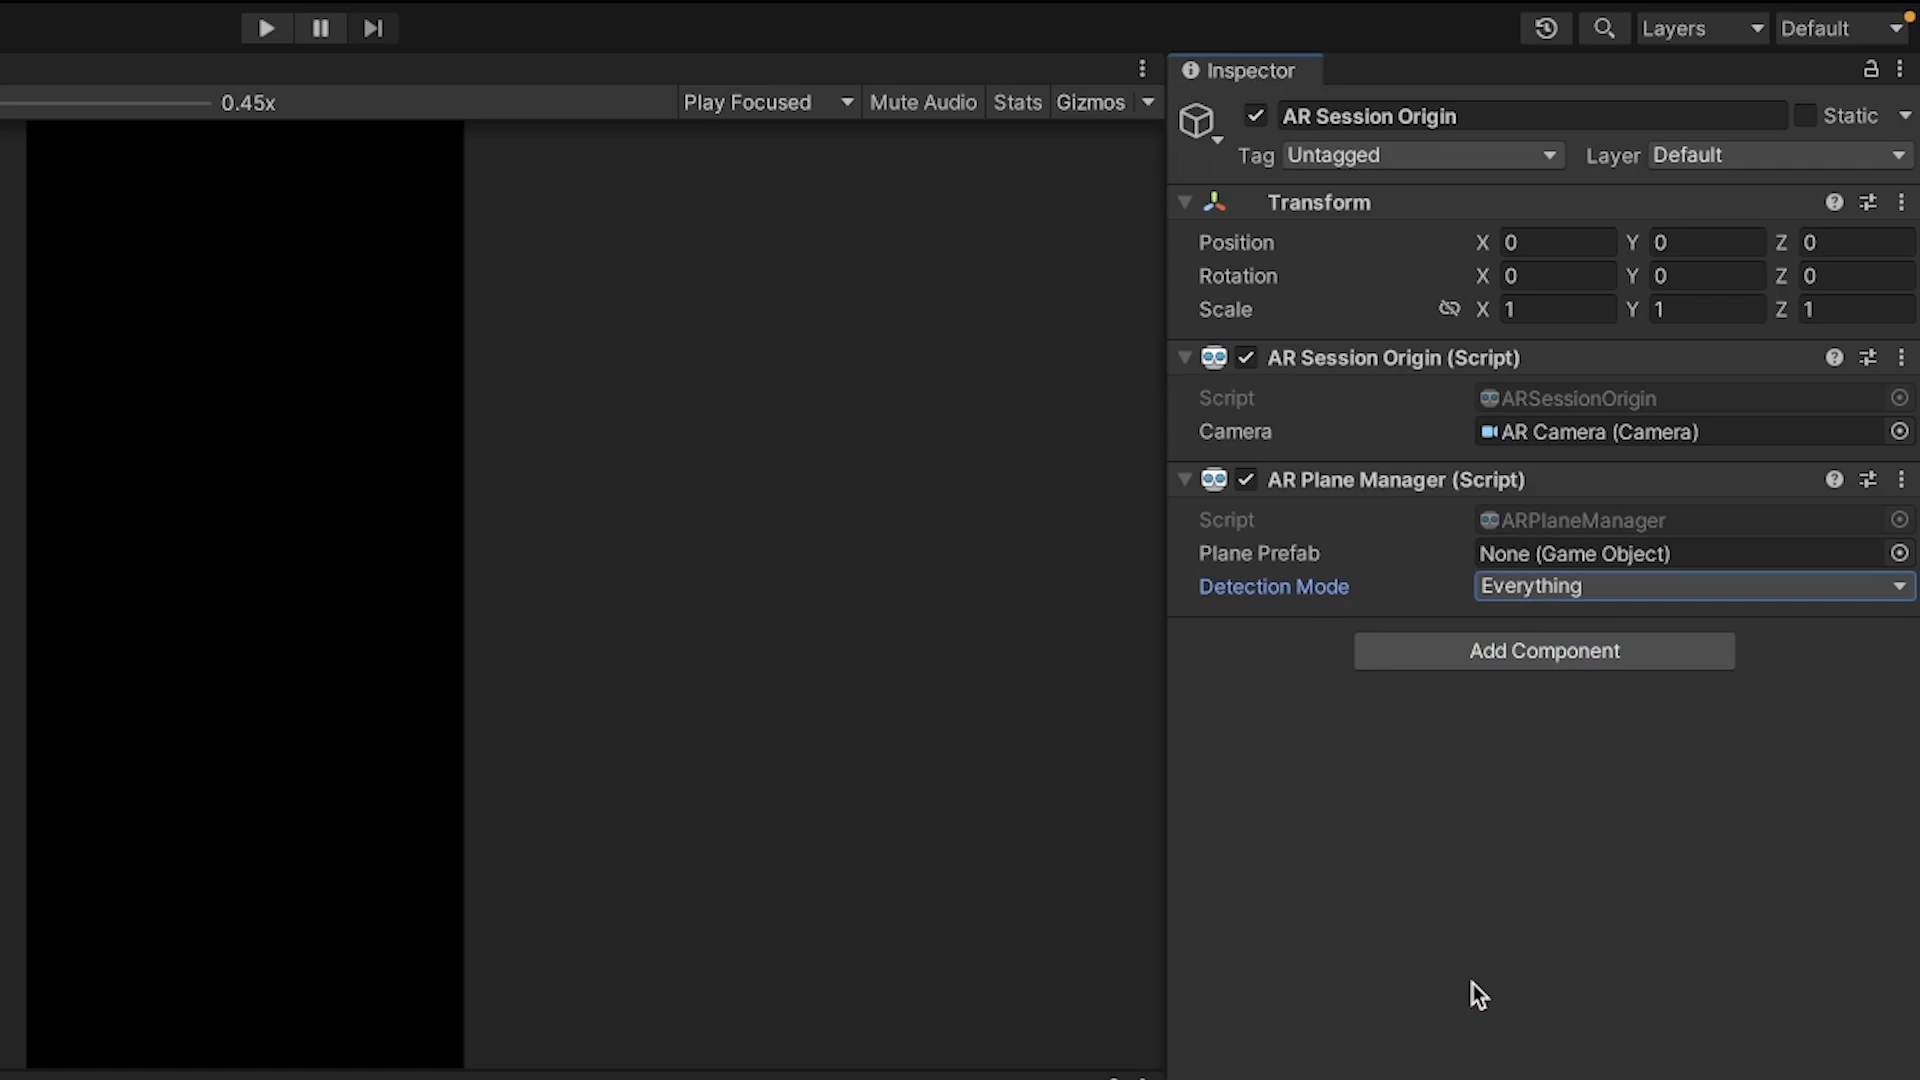 Layers Default
Inspector
0.45x Play Focused Mute Audio Stats Gizmos
AR Session Origin Static
Tag Untagged Layer Default
Transform
Position X 0 Y 0 Z 0
Rotation X 0 Y 0 Z 0
Scale X 1 Y 1 Z 1
AR Session Origin (Script)
Script ARSessionOrigin
Camera AR Camera (Camera)
AR Plane Manager (Script)
Script ARPlaneManager
Plane Prefab None (Game Object)
Detection Mode Everything
Add Component